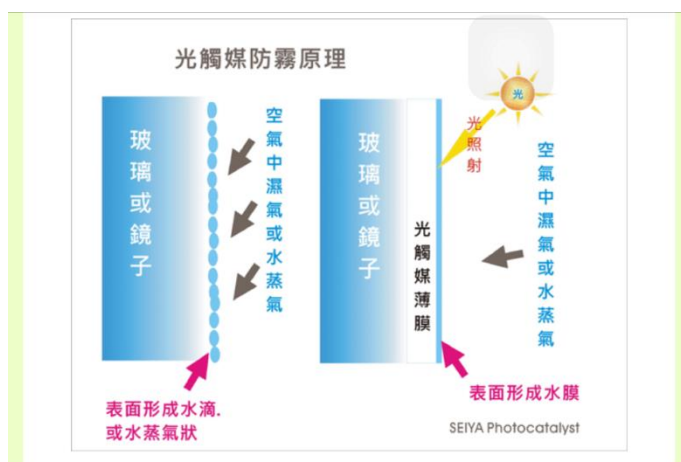 光觸媒防霧原理
玻璃或鏡子
空氣中濕氣或水蒸氣
表面形成水滴.
或水蒸氣狀
玻璃或鏡子
光觸媒薄膜
光
光照射
空氣中濕氣或水蒸氣
表面形成水膜
SEIYA Photocatalyst